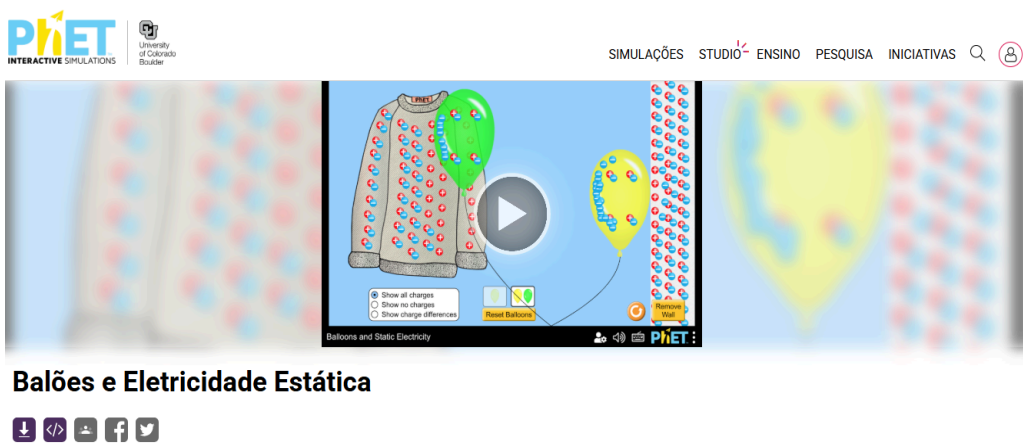 PhET
INTERACTIVE SIMULATIONS
University
of Colorado
Boulder
SIMULAÇÕES STUDIO ENSINO PESQUISA INICIATIVAS
PhET
Show all charges
Show no charges
Show charge differences
Reset Balloons
Remove
Wall
Balloons and Static Electricity
PhET
Balões e Eletricidade Estática